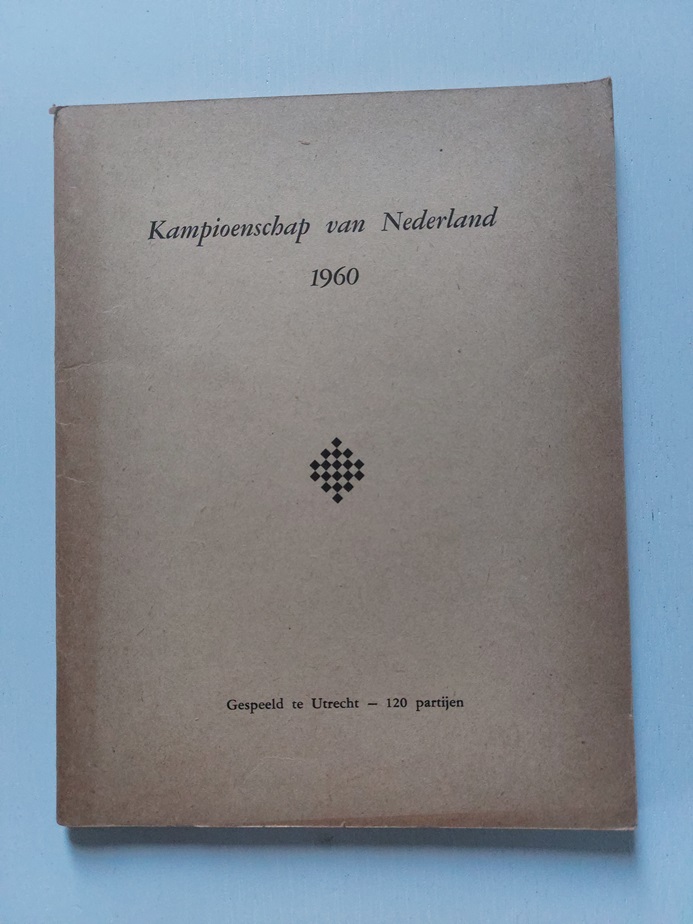 Kampioenschap van Nederland
1960
Gespeeld te Utrecht — 120 partijen